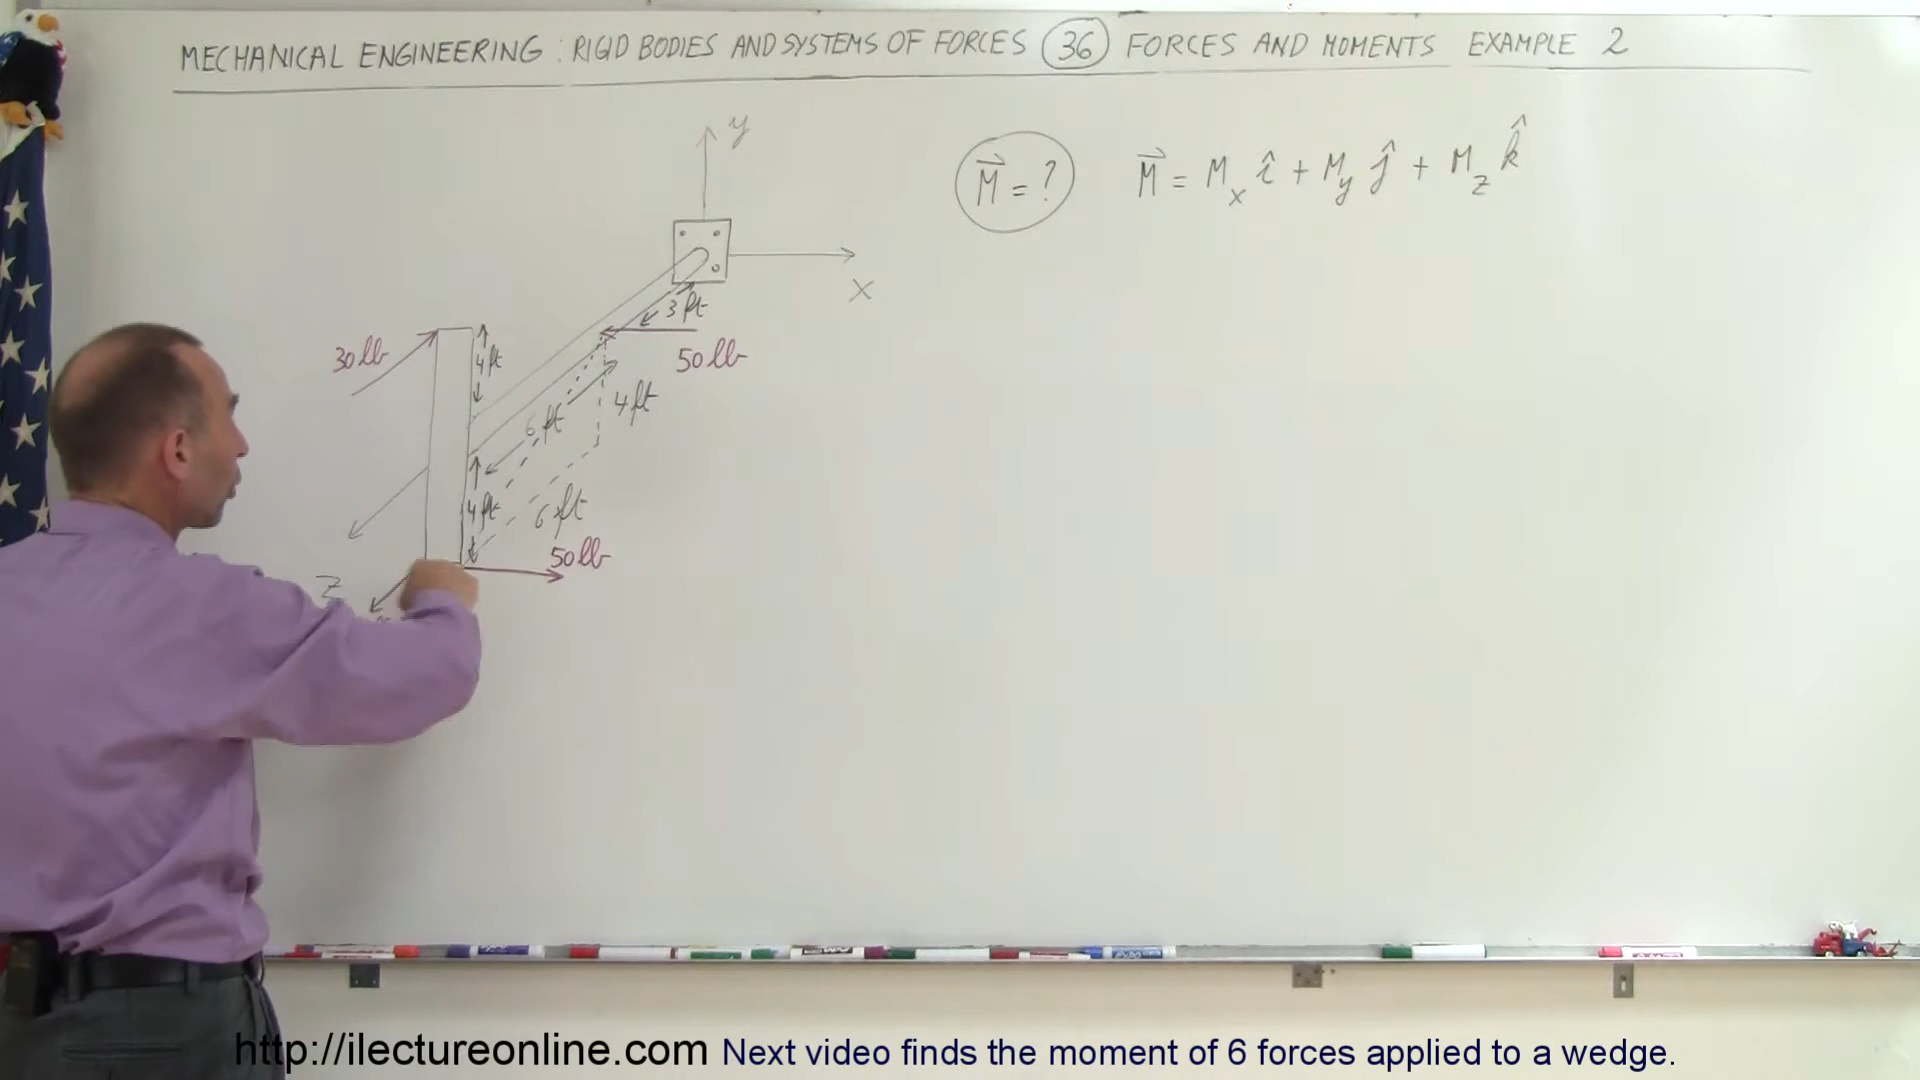 MECHANICAL ENGINEERING: RIGID BODIES AND SYSTEMS OF FORCES 36 FORCES AND MOMENTS EXAMPLE 2
y
M⃗ = ?
M⃗ = Mₓ î + M_y ĵ + M_z k̂
x
3 ft
30 lb
4 ft
50 lb
6 ft
4 ft
4 ft
6 ft
50 lb
z
http://ilectureonline.com Next video finds the moment of 6 forces applied to a wedge.